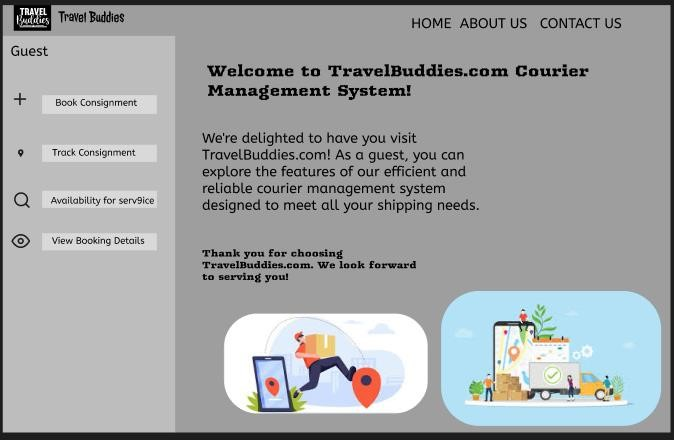 TRAVEL
Buddies
Travel Buddies
HOME ABOUT US CONTACT US
Guest
Book Consignment
Track Consignment
Availability for serv9ice
View Booking Details
Welcome to TravelBuddies.com Courier
Management System!
We're delighted to have you visit
TravelBuddies.com! As a guest, you can
explore the features of our efficient and
reliable courier management system
designed to meet all your shipping needs.
Thank you for choosing
TravelBuddies.com. We look forward
to serving you!